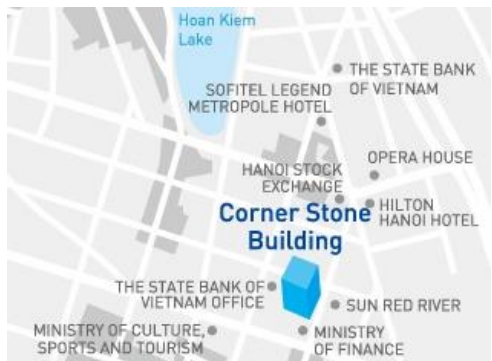 Hoan Kiem
Lake
THE STATE BANK
OF VIETNAM
SOFITEL LEGEND
METROPOLE HOTEL
OPERA HOUSE
HANOI STOCK
EXCHANGE
HILTON
HANOI HOTEL
Corner Stone
Building
THE STATE BANK OF
VIETNAM OFFICE
SUN RED RIVER
MINISTRY OF CULTURE,
SPORTS AND TOURISM
MINISTRY
OF FINANCE